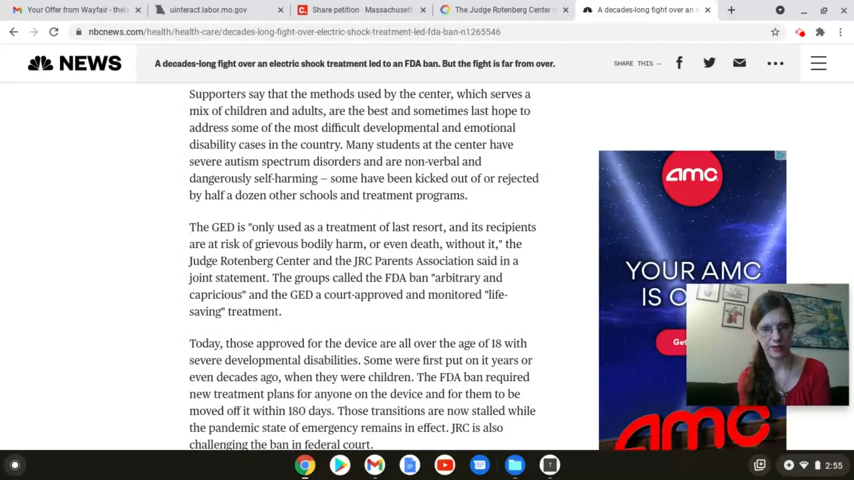 Your Offer from Wayfair - thela
uinteract.labor.mo.gov
Share petition · Massachusett
The Judge Rotenberg Center is
A decades-long fight over an e
nbcnews.com/health/health-care/decades-long-fight-over-electric-shock-treatment-led-fda-ban-n1265546
NEWS
A decades-long fight over an electric shock treatment led to an FDA ban. But the fight is far from over.
SHARE THIS —
Supporters say that the methods used by the center, which serves a
mix of children and adults, are the best and sometimes last hope to
address some of the most difficult developmental and emotional
disability cases in the country. Many students at the center have
severe autism spectrum disorders and are non-verbal and
dangerously self-harming — some have been kicked out of or rejected
by half a dozen other schools and treatment programs.
The GED is "only used as a treatment of last resort, and its recipients
are at risk of grievous bodily harm, or even death, without it," the
Judge Rotenberg Center and the JRC Parents Association said in a
joint statement. The groups called the FDA ban "arbitrary and
capricious" and the GED a court-approved and monitored "life-
saving" treatment.
Today, those approved for the device are all over the age of 18 with
severe developmental disabilities. Some were first put on it years or
even decades ago, when they were children. The FDA ban required
new treatment plans for anyone on the device and for them to be
moved off it within 180 days. Those transitions are now stalled while
the pandemic state of emergency remains in effect. JRC is also
challenging the ban in federal court.
amc
YOUR AMC
IS
Get
amc
2:55